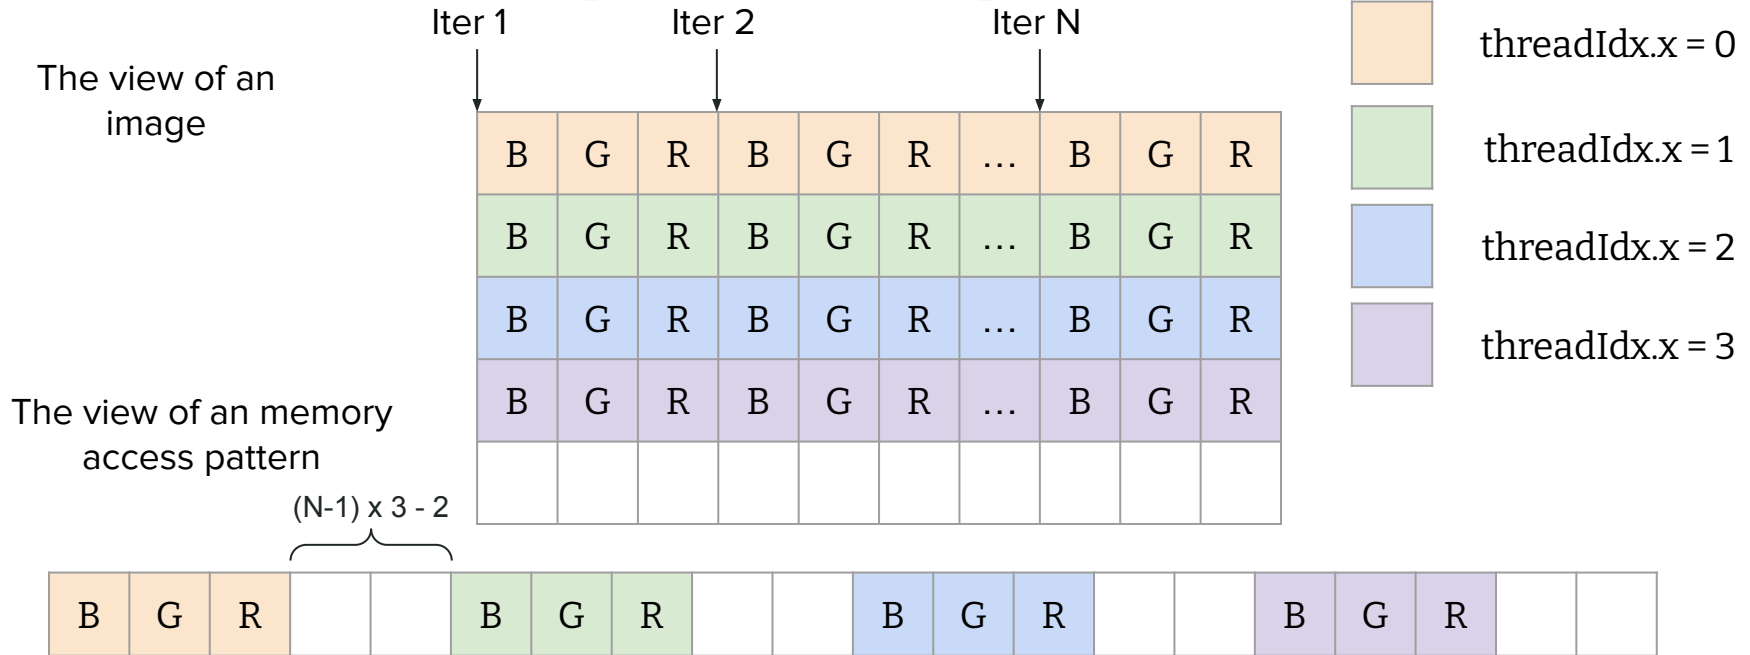 Iter 1 Iter 2 Iter N
The view of an
image
B G R B G R ... B G R
B G R B G R ... B G R
B G R B G R ... B G R
B G R B G R ... B G R
threadIdx.x = 0
threadIdx.x = 1
threadIdx.x = 2
threadIdx.x = 3
The view of an memory
access pattern
(N-1) x 3 - 2
B G R B G R B G R B G R